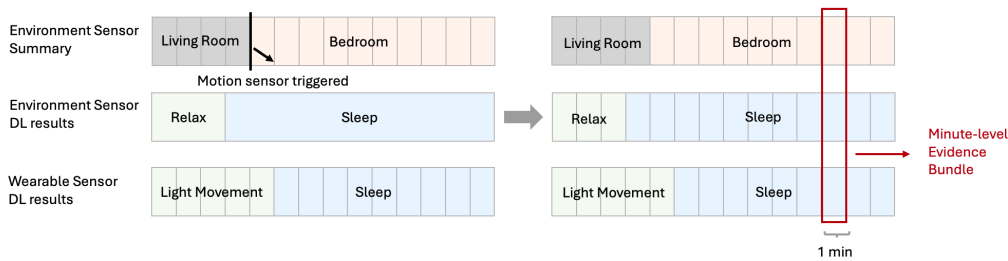 Environment Sensor
Summary
Living Room
Bedroom
Motion sensor triggered
Environment Sensor
DL results
Relax
Sleep
Wearable Sensor
DL results
Light Movement
Sleep
Living Room
Bedroom
Relax
Sleep
Light Movement
Sleep
Minute-level
Evidence
Bundle
1 min